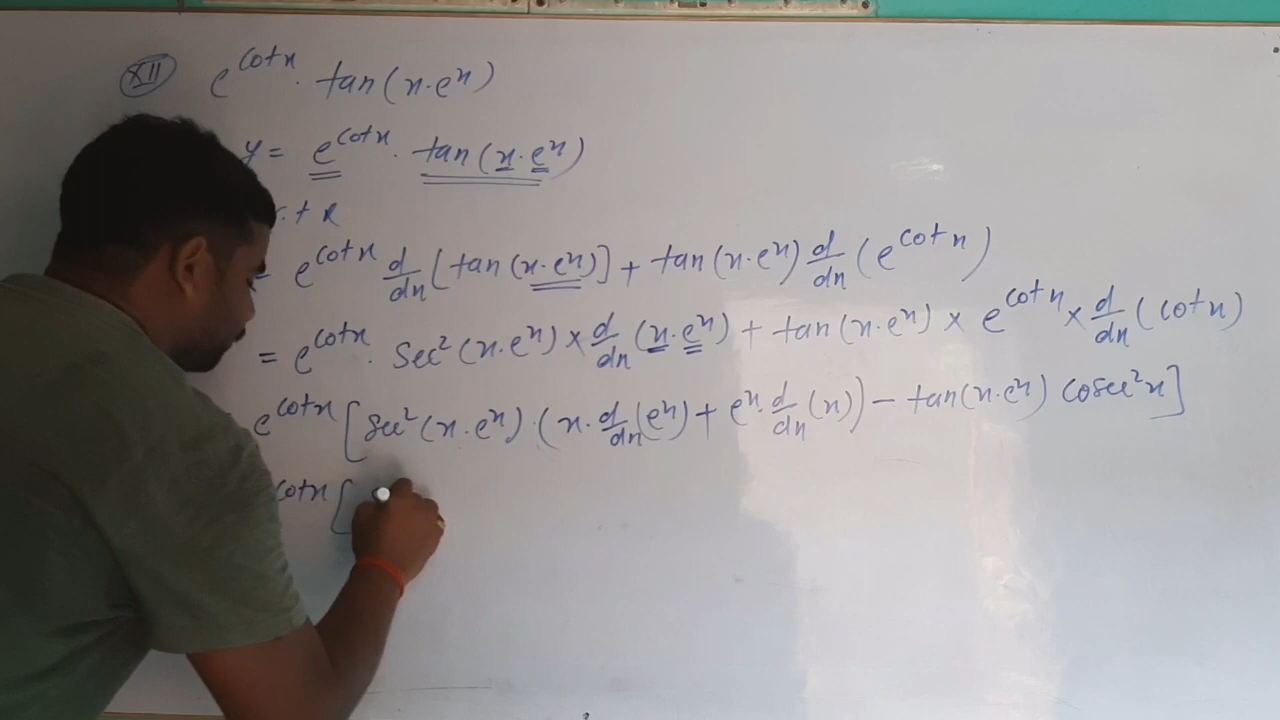 XII e^{cotx} . tan(x.e^x)
y = e^{cotx} . tan(x.e^x)
r.t x
= e^{cotx} d/dx [tan(x.e^x)] + tan(x.e^x) d/dx (e^{cotx})
= e^{cotx} . Sec²(x.e^x) × d/dx (x.e^x) + tan(x.e^x) × e^{cotx} × d/dx (cotx)
e^{cotx} [Sec²(x.e^x).(x.d/dx(e^x) + e^x.d/dx(x)) – tan(x.e^x) cosec²x]
cotx [